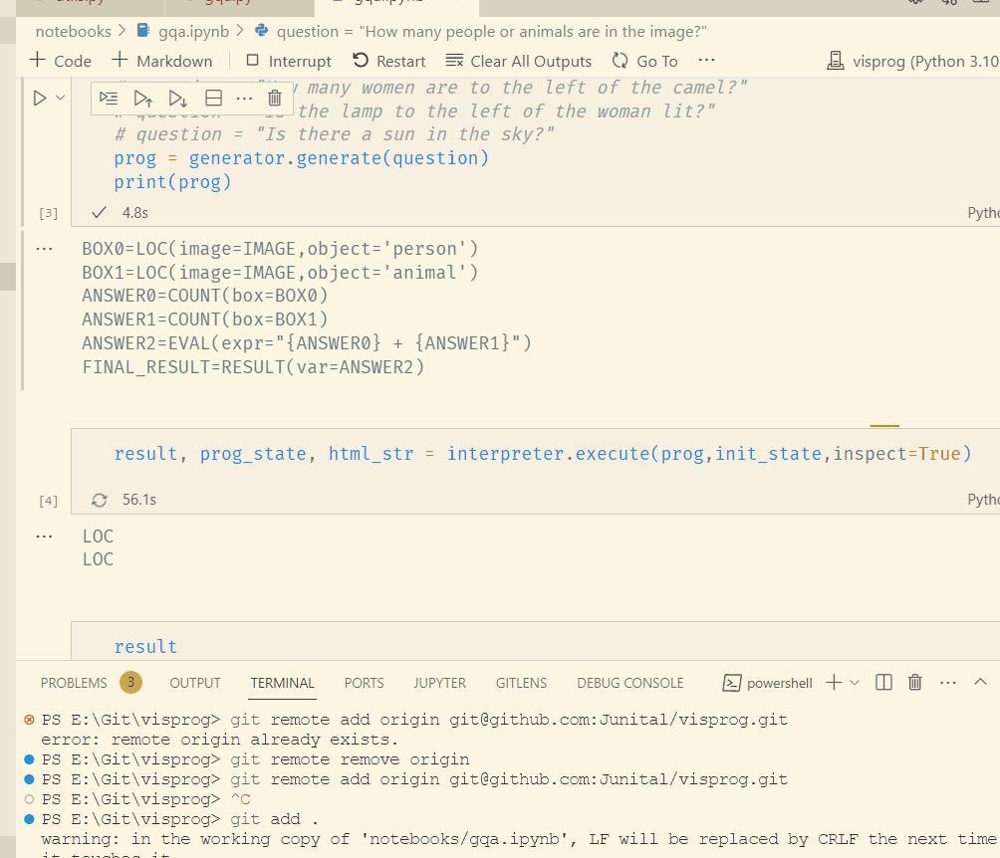 notebooks > gqa.ipynb > question = "How many people or animals are in the image?"
+ Code + Markdown Interrupt Restart Clear All Outputs Go To ... visprog (Python 3.10
many women are to the left of the camel?"
the lamp to the left of the woman lit?"
# question = "Is there a sun in the sky?"
prog = generator.generate(question)
print(prog)
[3] 4.8s
... BOX0=LOC(image=IMAGE,object='person')
BOX1=LOC(image=IMAGE,object='animal')
ANSWER0=COUNT(box=BOX0)
ANSWER1=COUNT(box=BOX1)
ANSWER2=EVAL(expr="{ANSWER0} + {ANSWER1}")
FINAL_RESULT=RESULT(var=ANSWER2)
result, prog_state, html_str = interpreter.execute(prog,init_state,inspect=True)
[4] 56.1s
... LOC
LOC
result
PROBLEMS 3 OUTPUT TERMINAL PORTS JUPYTER GITLENS DEBUG CONSOLE powershell
PS E:\Git\visprog> git remote add origin git@github.com:Junital/visprog.git
error: remote origin already exists.
PS E:\Git\visprog> git remote remove origin
PS E:\Git\visprog> git remote add origin git@github.com:Junital/visprog.git
PS E:\Git\visprog> ^C
PS E:\Git\visprog> git add .
warning: in the working copy of 'notebooks/gqa.ipynb', LF will be replaced by CRLF the next time